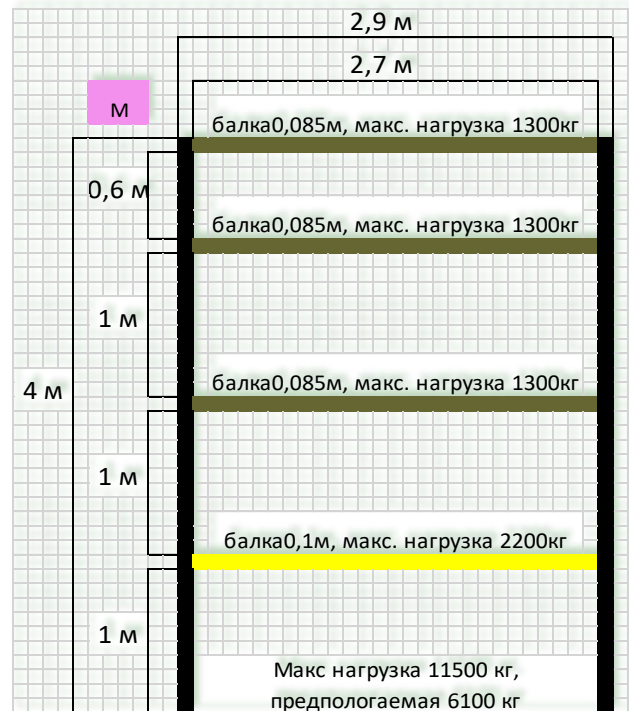 2,9 м
2,7 м
м
балка0,085м, макс. нагрузка 1300кг
0,6 м
балка0,085м, макс. нагрузка 1300кг
1 м
балка0,085м, макс. нагрузка 1300кг
4 м
1 м
балка0,1м, макс. нагрузка 2200кг
1 м
Макс нагрузка 11500 кг,
предпологаемая 6100 кг